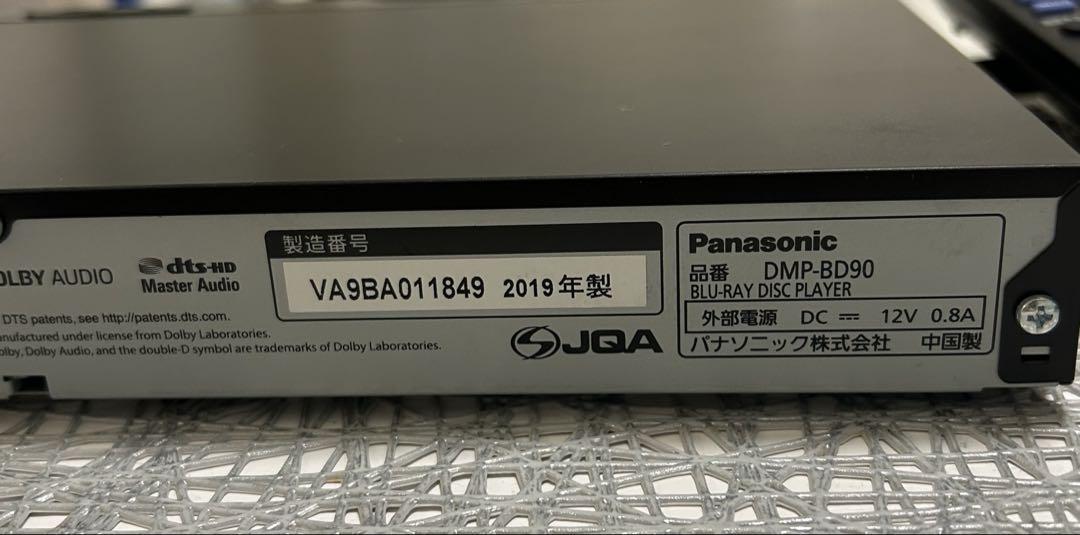 DOLBY AUDIO
dts-HD
Master Audio
DTS patents, see http://patents.dts.com.
anufactured under license from Dolby Laboratories.
olby, Dolby Audio, and the double-D symbol are trademarks of Dolby Laboratories.
製造番号
VA9BA011849 2019年製
JQA
Panasonic
品番 DMP-BD90
BLU-RAY DISC PLAYER
外部電源 DC 12V 0.8A
パナソニック株式会社 中国製